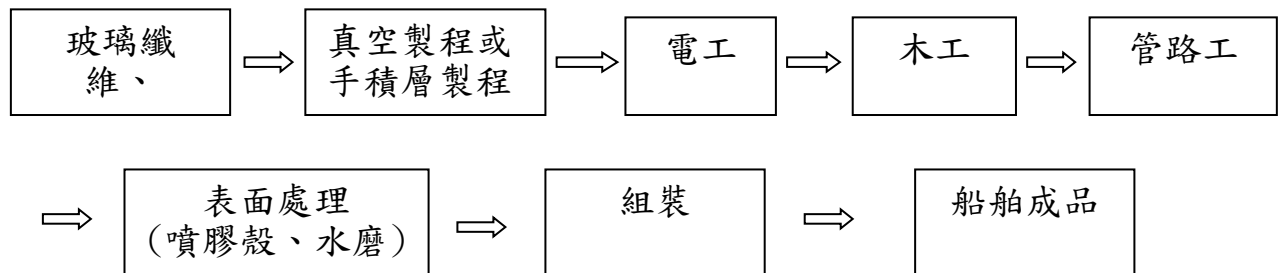 玻璃纖
維、
真空製程或
手積層製程
電工
木工
管路工
表面處理
(噴膠殼、水磨)
組裝
船舶成品